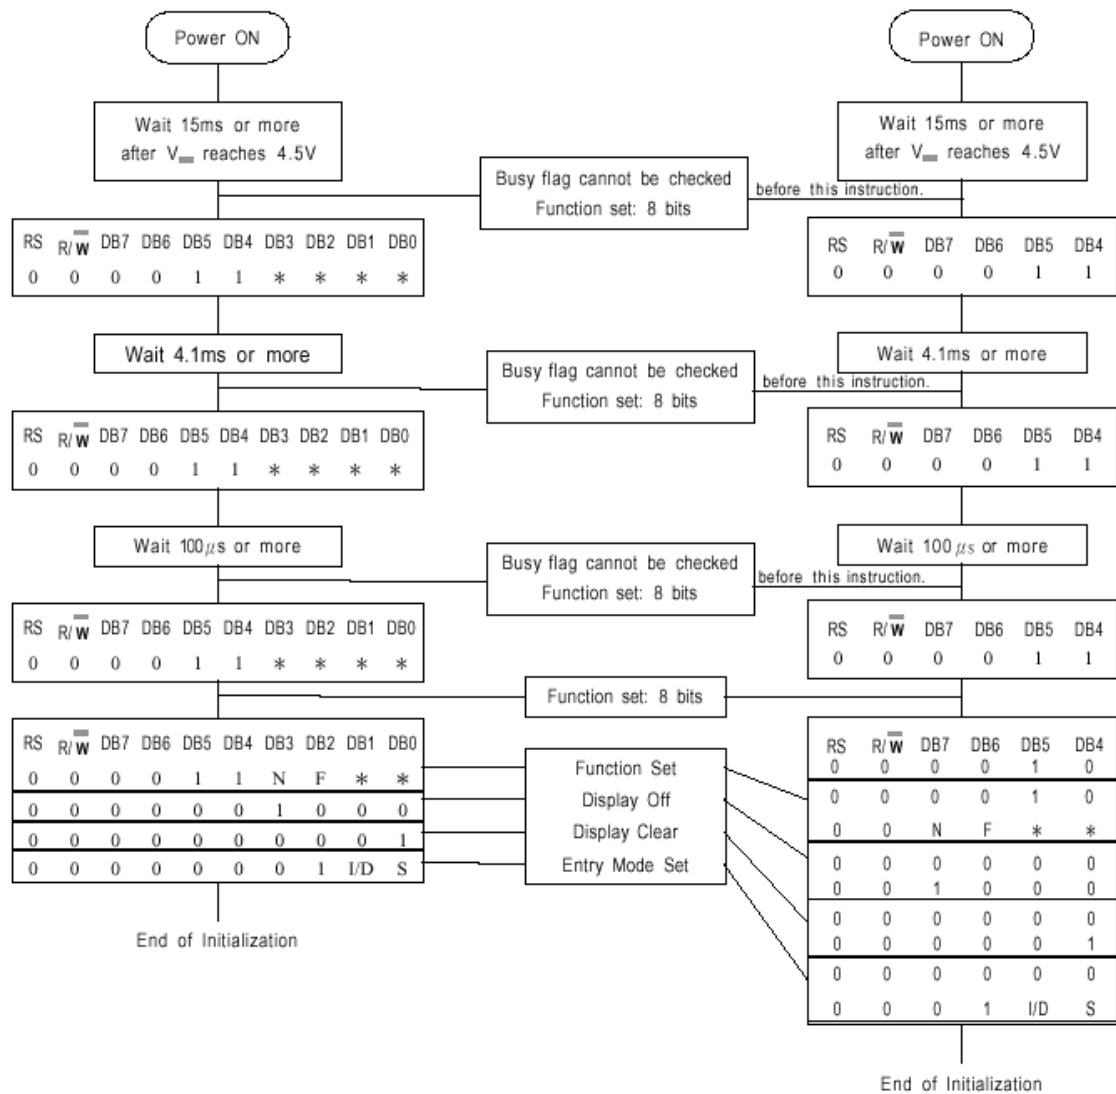 Power ON
Wait 15ms or more
after V reaches 4.5V
RS R/W DB7 DB6 DB5 DB4 DB3 DB2 DB1 DB0
0 0 0 0 1 1 * * * *
Wait 4.1ms or more
RS R/W DB7 DB6 DB5 DB4 DB3 DB2 DB1 DB0
0 0 0 0 1 1 * * * *
Wait 100μs or more
RS R/W DB7 DB6 DB5 DB4 DB3 DB2 DB1 DB0
0 0 0 0 1 1 * * * *
RS R/W DB7 DB6 DB5 DB4 DB3 DB2 DB1 DB0
0 0 0 0 1 1 N F * *
0 0 0 0 0 0 1 0 0 0
0 0 0 0 0 0 0 0 0 1
0 0 0 0 0 0 0 1 I/D S
End of Initialization
Busy flag cannot be checked
Function set: 8 bits
before this instruction.
Busy flag cannot be checked
Function set: 8 bits
before this instruction.
Busy flag cannot be checked
Function set: 8 bits
before this instruction.
Function set: 8 bits
Function Set
Display Off
Display Clear
Entry Mode Set
Power ON
Wait 15ms or more
after V reaches 4.5V
RS R/W DB7 DB6 DB5 DB4
0 0 0 0 1 1
Wait 4.1ms or more
RS R/W DB7 DB6 DB5 DB4
0 0 0 0 1 1
Wait 100 μs or more
RS R/W DB7 DB6 DB5 DB4
0 0 0 0 1 1
RS R/W DB7 DB6 DB5 DB4
0 0 0 0 1 0
0 0 0 0 1 0
0 0 N F * *
0 0 0 0 0 0
0 0 1 0 0 0
0 0 0 0 0 0
0 0 0 0 0 1
0 0 0 0 0 0
0 0 0 1 I/D S
End of Initialization